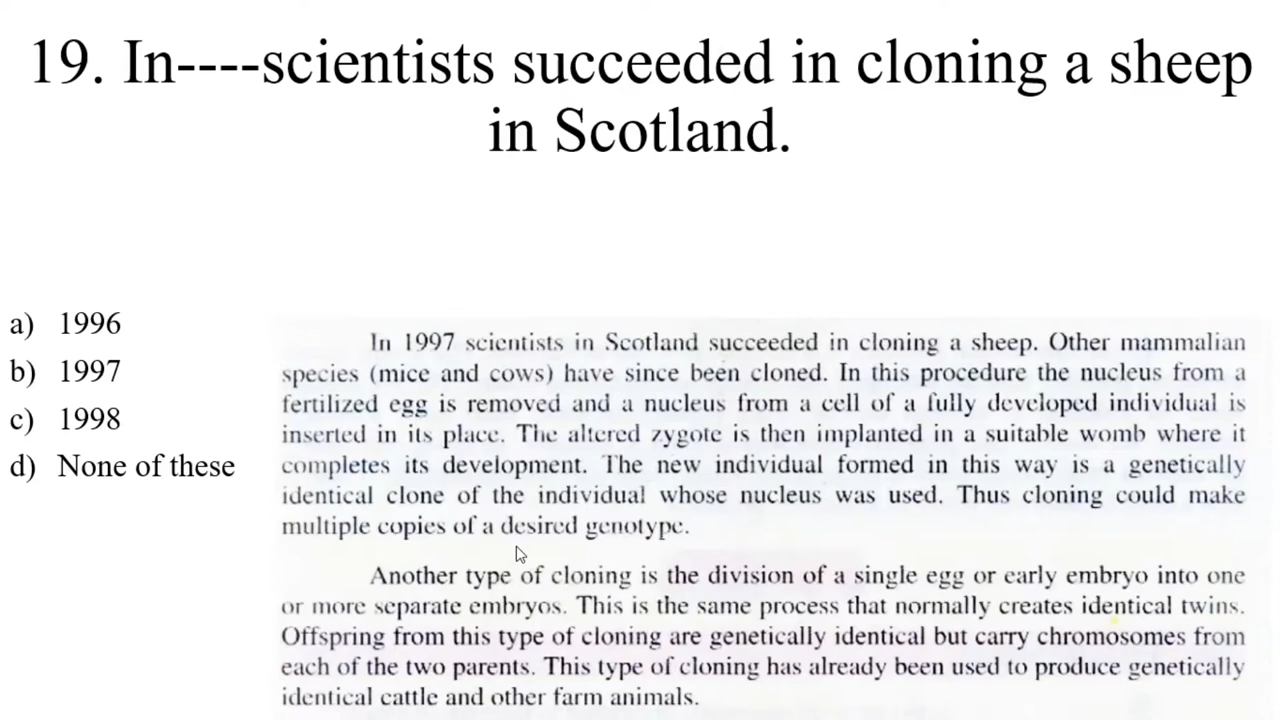 19. In----scientists succeeded in cloning a sheep
in Scotland.
a) 1996
b) 1997
c) 1998
d) None of these
In 1997 scientists in Scotland succeeded in cloning a sheep. Other mammalian
species (mice and cows) have since been cloned. In this procedure the nucleus from a
fertilized egg is removed and a nucleus from a cell of a fully developed individual is
inserted in its place. The altered zygote is then implanted in a suitable womb where it
completes its development. The new individual formed in this way is a genetically
identical clone of the individual whose nucleus was used. Thus cloning could make
multiple copies of a desired genotype.
Another type of cloning is the division of a single egg or early embryo into one
or more separate embryos. This is the same process that normally creates identical twins.
Offspring from this type of cloning are genetically identical but carry chromosomes from
each of the two parents. This type of cloning has already been used to produce genetically
identical cattle and other farm animals.